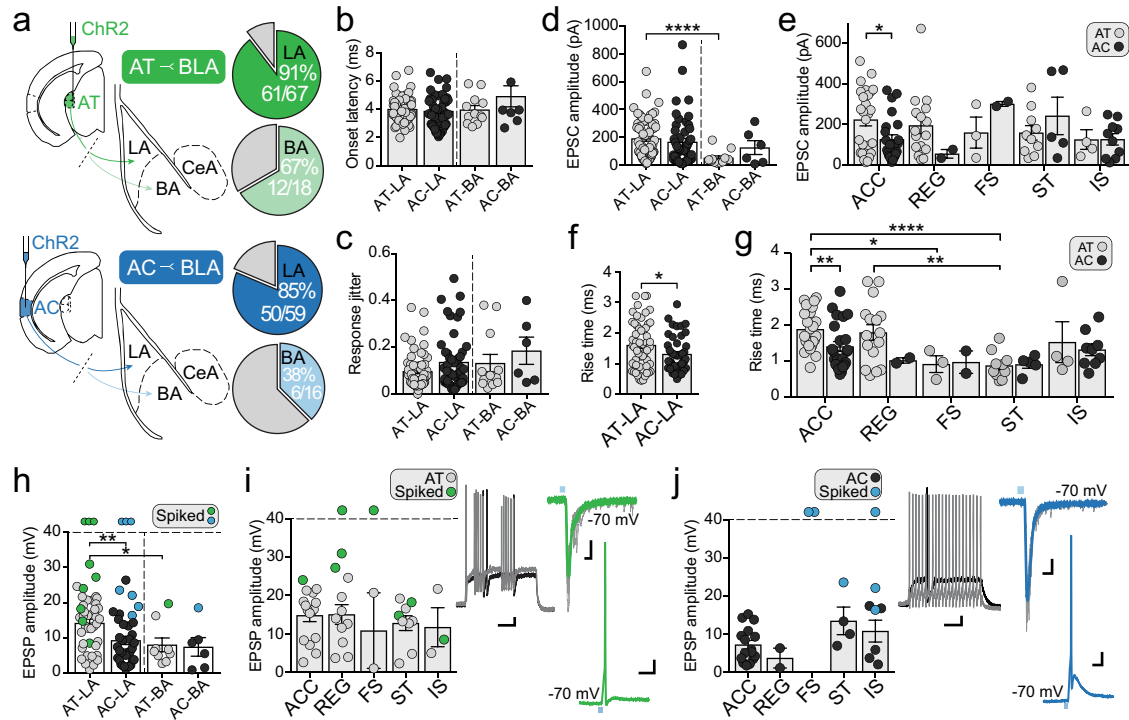 a
ChR2
AT
AT BLA
LA
BA
CeA
LA
91%
61/67
BA
67%
12/18
ChR2
AC
AC BLA
LA
BA
CeA
LA
85%
50/59
BA
38%
6/16
b
Onset latency (ms)
8
6
4
2
0
AT-LA
AC-LA
AT-BA
AC-BA
c
Response jitter
0.6
0.4
0.2
0
AT-LA
AC-LA
AT-BA
AC-BA
d
EPSC amplitude (pA)
1000
800
600
400
200
0
****
AT-LA
AC-LA
AT-BA
AC-BA
e
EPSC amplitude (pA)
600
400
200
0
*
AT
AC
ACC
REG
FS
ST
IS
f
Rise time (ms)
5
4
3
2
1
0
*
AT-LA
AC-LA
g
Rise time (ms)
5
4
3
2
1
0
****
*
**
**
AT
AC
ACC
REG
FS
ST
IS
h
EPSP amplitude (mV)
40
30
20
10
0
Spiked
**
*
AT-LA
AC-LA
AT-BA
AC-BA
i
EPSP amplitude (mV)
40
30
20
10
0
AT
Spiked
ACC
REG
FS
ST
IS
-70 mV
-70 mV
j
EPSP amplitude (mV)
40
30
20
10
0
AC
Spiked
ACC
REG
FS
ST
IS
-70 mV
-70 mV